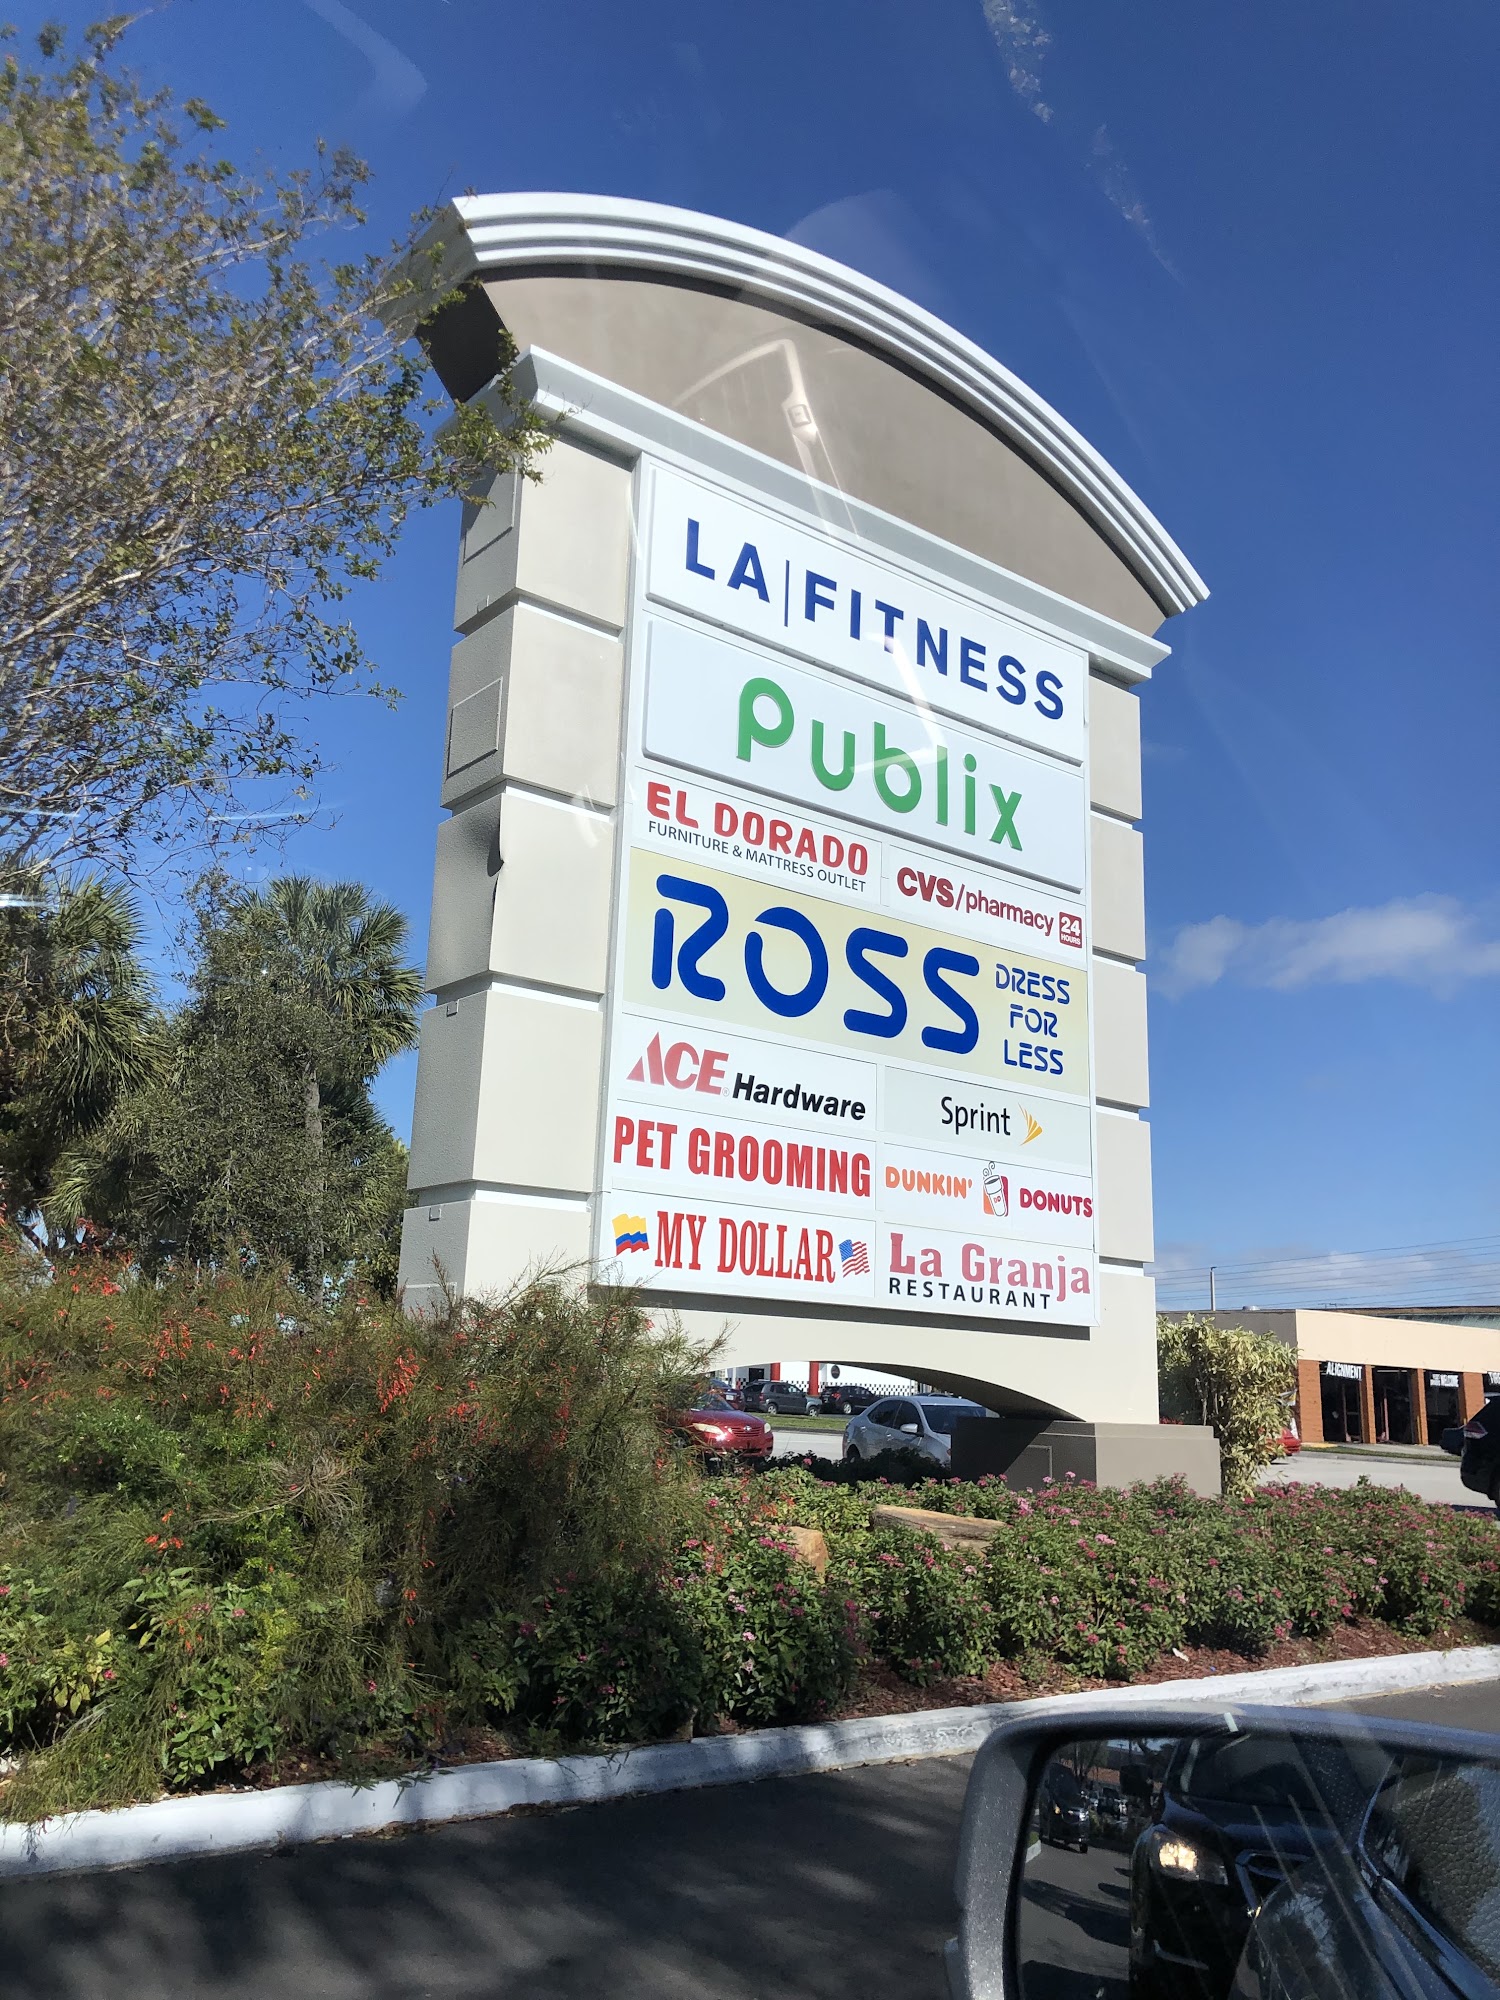 LA|FITNESS
Publix
EL DORADO
FURNITURE & MATTRESS OUTLET
CVS/pharmacy 24
HOURS
ROSS
DRESS
FOR
LESS
ACE Hardware
Sprint
PET GROOMING
DUNKIN' DONUTS
MY DOLLAR
La Granja
RESTAURANT
ALIGNMENT